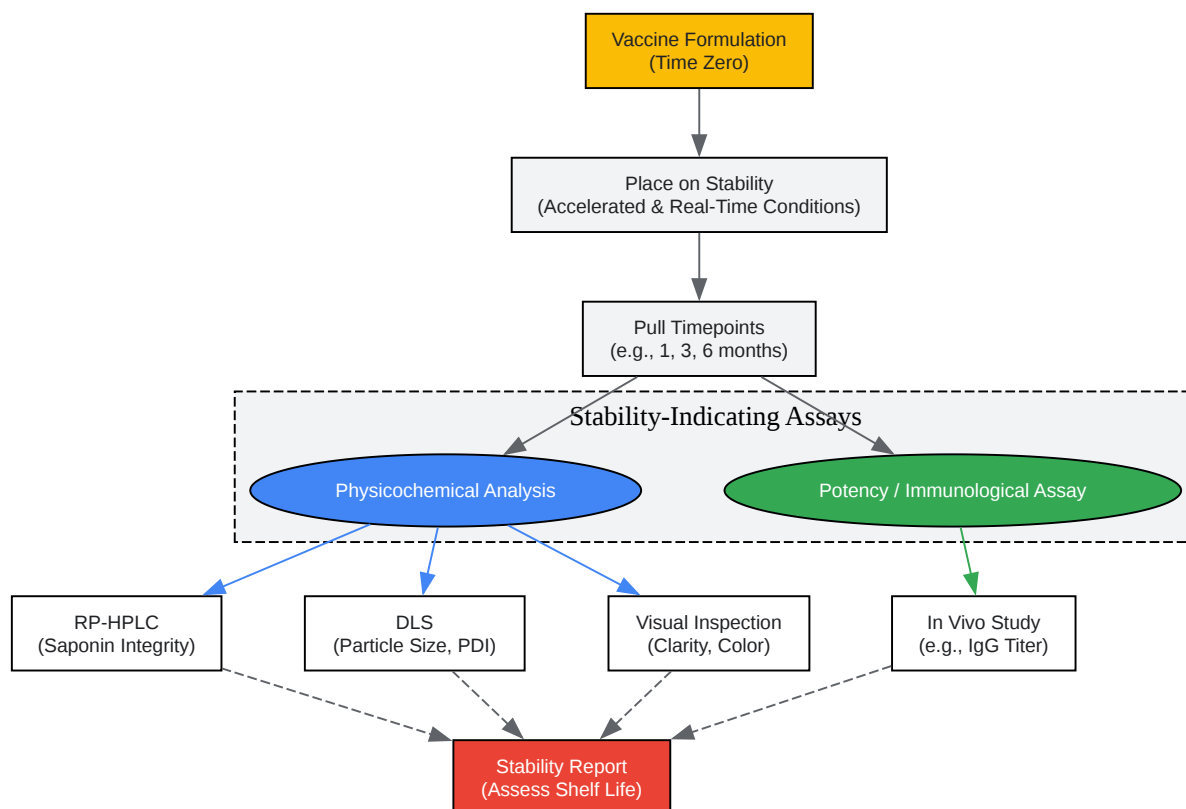 Vaccine Formulation
(Time Zero)
Place on Stability
(Accelerated & Real-Time Conditions)
Pull Timepoints
(e.g., 1, 3, 6 months)
Stability-Indicating Assays
Physicochemical Analysis
Potency / Immunological Assay
RP-HPLC
(Saponin Integrity)
DLS
(Particle Size, PDI)
Visual Inspection
(Clarity, Color)
In Vivo Study
(e.g., IgG Titer)
Stability Report
(Assess Shelf Life)